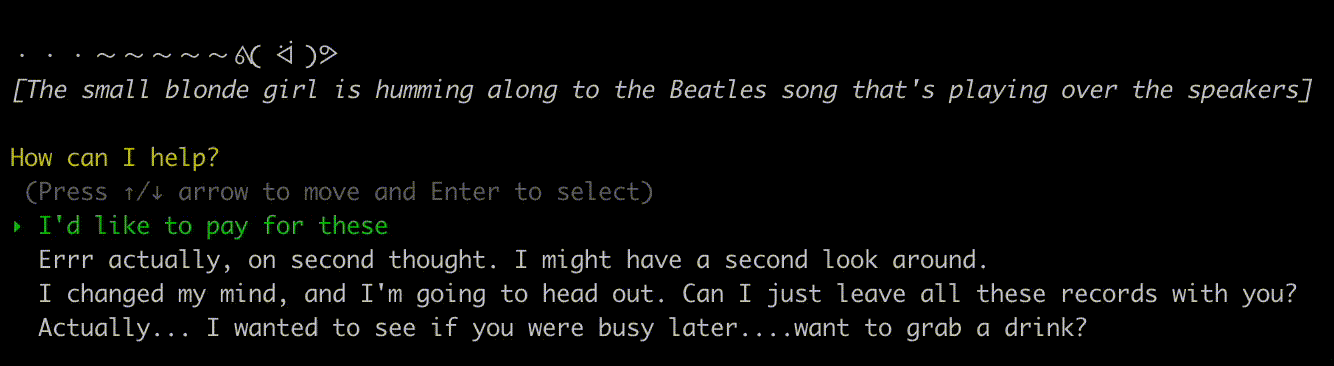 · · · ~ ~ ~ ~ ~ ᕕ( ᐛ )ᕗ
[The small blonde girl is humming along to the Beatles song that's playing over the speakers]
How can I help?
(Press ↑/↓ arrow to move and Enter to select)
‣ I'd like to pay for these
Errr actually, on second thought. I might have a second look around.
I changed my mind, and I'm going to head out. Can I just leave all these records with you?
Actually... I wanted to see if you were busy later....want to grab a drink?